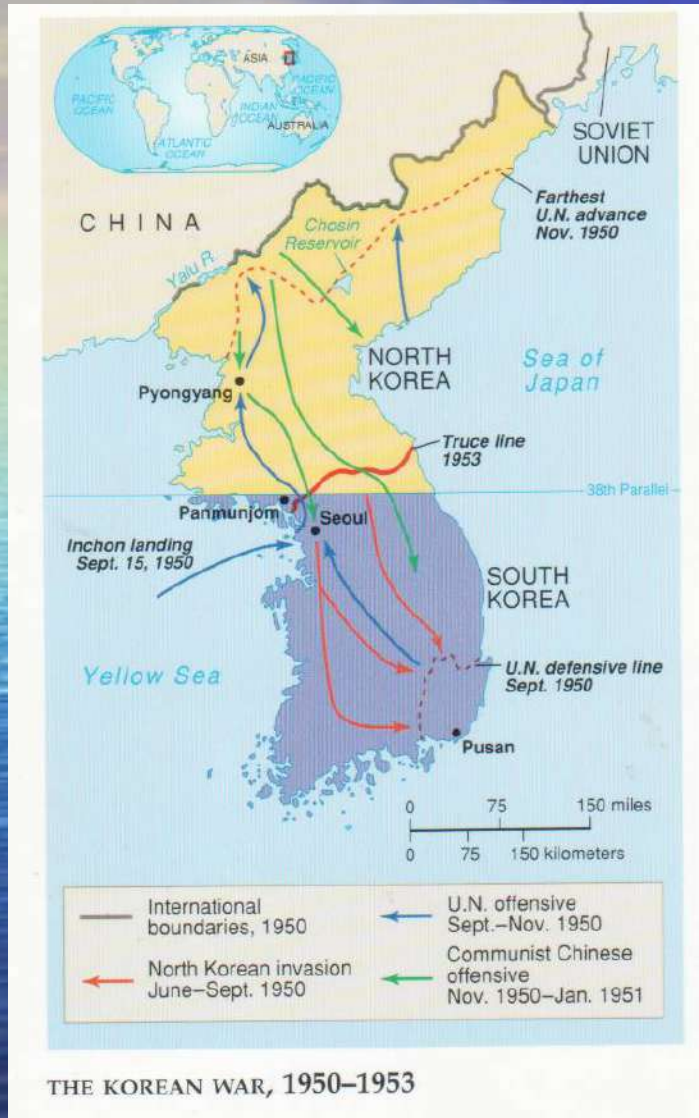 ASIA
PACIFIC
OCEAN
PACIFIC
OCEAN
INDIAN
OCEAN
AUSTRALIA
ATLANTIC
OCEAN
SOVIET
UNION
CHINA
Farthest
U.N. advance
Nov. 1950
Chosin
Reservoir
Yalu R.
NORTH
KOREA
Sea of
Japan
Pyongyang
Truce line
1953
38th Parallel
Panmunjom
Seoul
Inchon landing
Sept. 15, 1950
SOUTH
KOREA
Yellow Sea
U.N. defensive line
Sept. 1950
Pusan
0 75 150 miles
0 75 150 kilometers
International
boundaries, 1950
U.N. offensive
Sept.–Nov. 1950
North Korean invasion
June–Sept. 1950
Communist Chinese
offensive
Nov. 1950–Jan. 1951
THE KOREAN WAR, 1950–1953